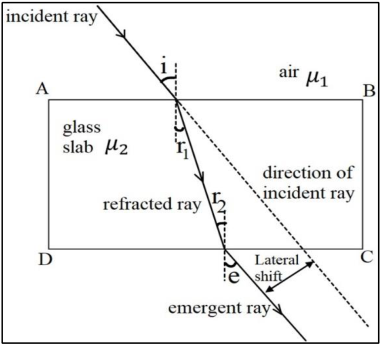 incident ray
i
air μ₁
A
B
glass
slab μ₂
r₁
direction of
incident ray
refracted ray
r₂
D
C
Lateral
shift
e
emergent ray